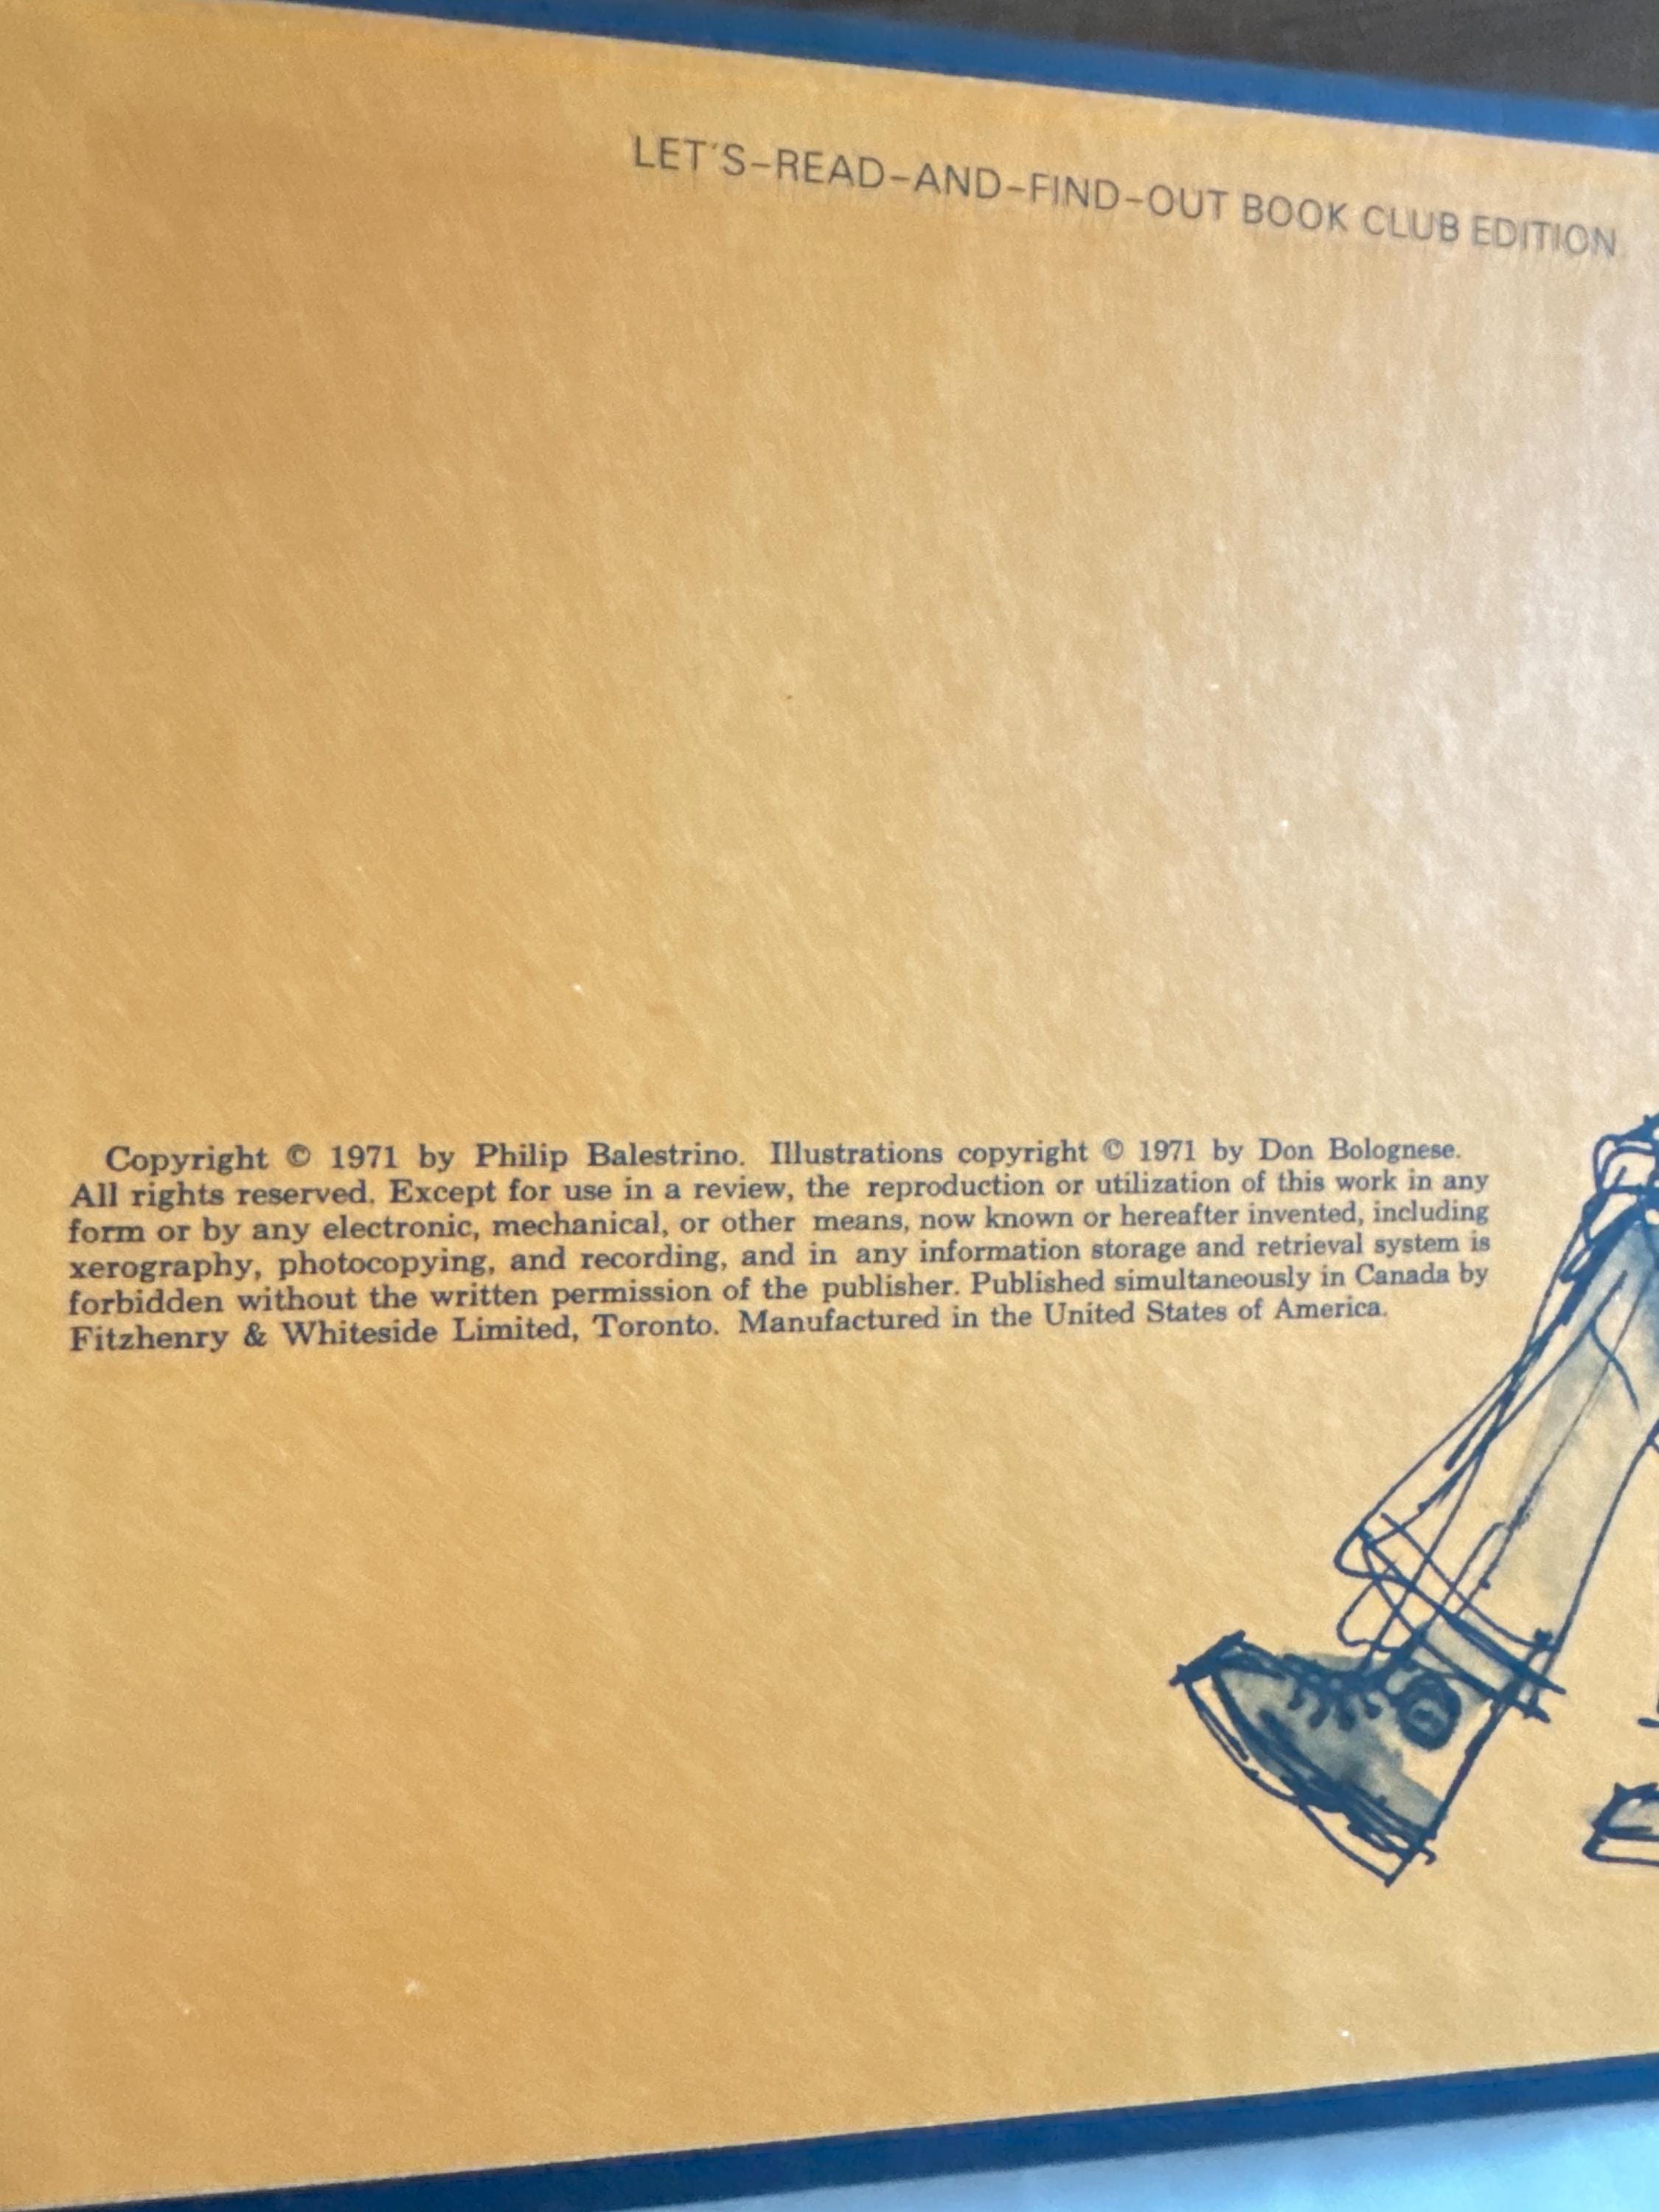 LET'S-READ-AND-FIND-OUT BOOK CLUB EDITION
Copyright © 1971 by Philip Balestrino. Illustrations copyright © 1971 by Don Bolognese.
All rights reserved. Except for use in a review, the reproduction or utilization of this work in any
form or by any electronic, mechanical, or other means, now known or hereafter invented, including
xerography, photocopying, and recording, and in any information storage and retrieval system is
forbidden without the written permission of the publisher. Published simultaneously in Canada by
Fitzhenry & Whiteside Limited, Toronto. Manufactured in the United States of America.